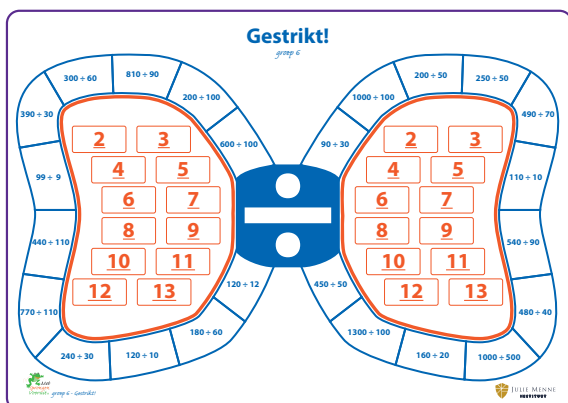 Gestrikt!
groep 6
300 ÷ 60
810 ÷ 90
200 ÷ 100
600 ÷ 100
390 ÷ 30
99 ÷ 9
440 ÷ 110
770 ÷ 110
240 ÷ 30
120 ÷ 10
180 ÷ 60
120 ÷ 12
2 3
4 5
6 7
8 9
10 11
12 13
1000 ÷ 100
200 ÷ 50
250 ÷ 50
490 ÷ 70
90 ÷ 30
110 ÷ 10
540 ÷ 90
480 ÷ 40
1000 ÷ 500
160 ÷ 20
1300 ÷ 100
450 ÷ 50
2 3
4 5
6 7
8 9
10 11
12 13
groep 6 - Gestrikt!
Julie Menne
Instituut